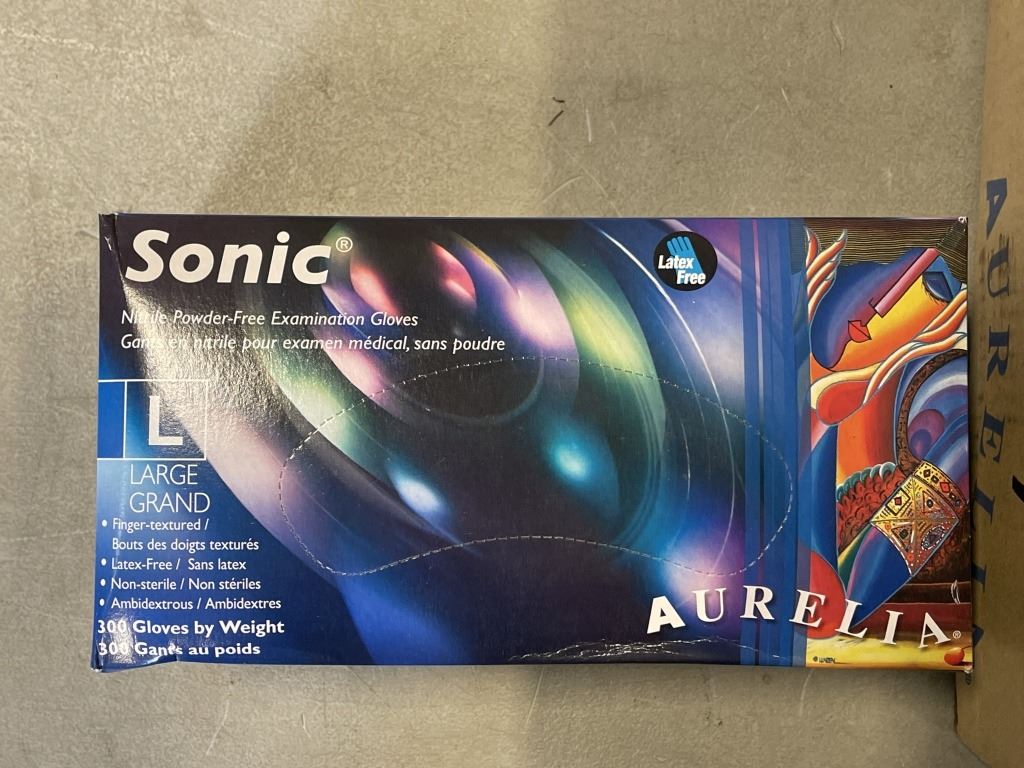 Sonic®
Nitrile Powder-Free Examination Gloves
Gants en nitrile pour examen médical, sans poudre
Latex
Free
L
LARGE
GRAND
• Finger-textured /
Bouts des doigts texturés
• Latex-Free / Sans latex
• Non-sterile / Non stériles
• Ambidextrous / Ambidextres
300 Gloves by Weight
300 Gants au poids
AURELIA®
AURELIA